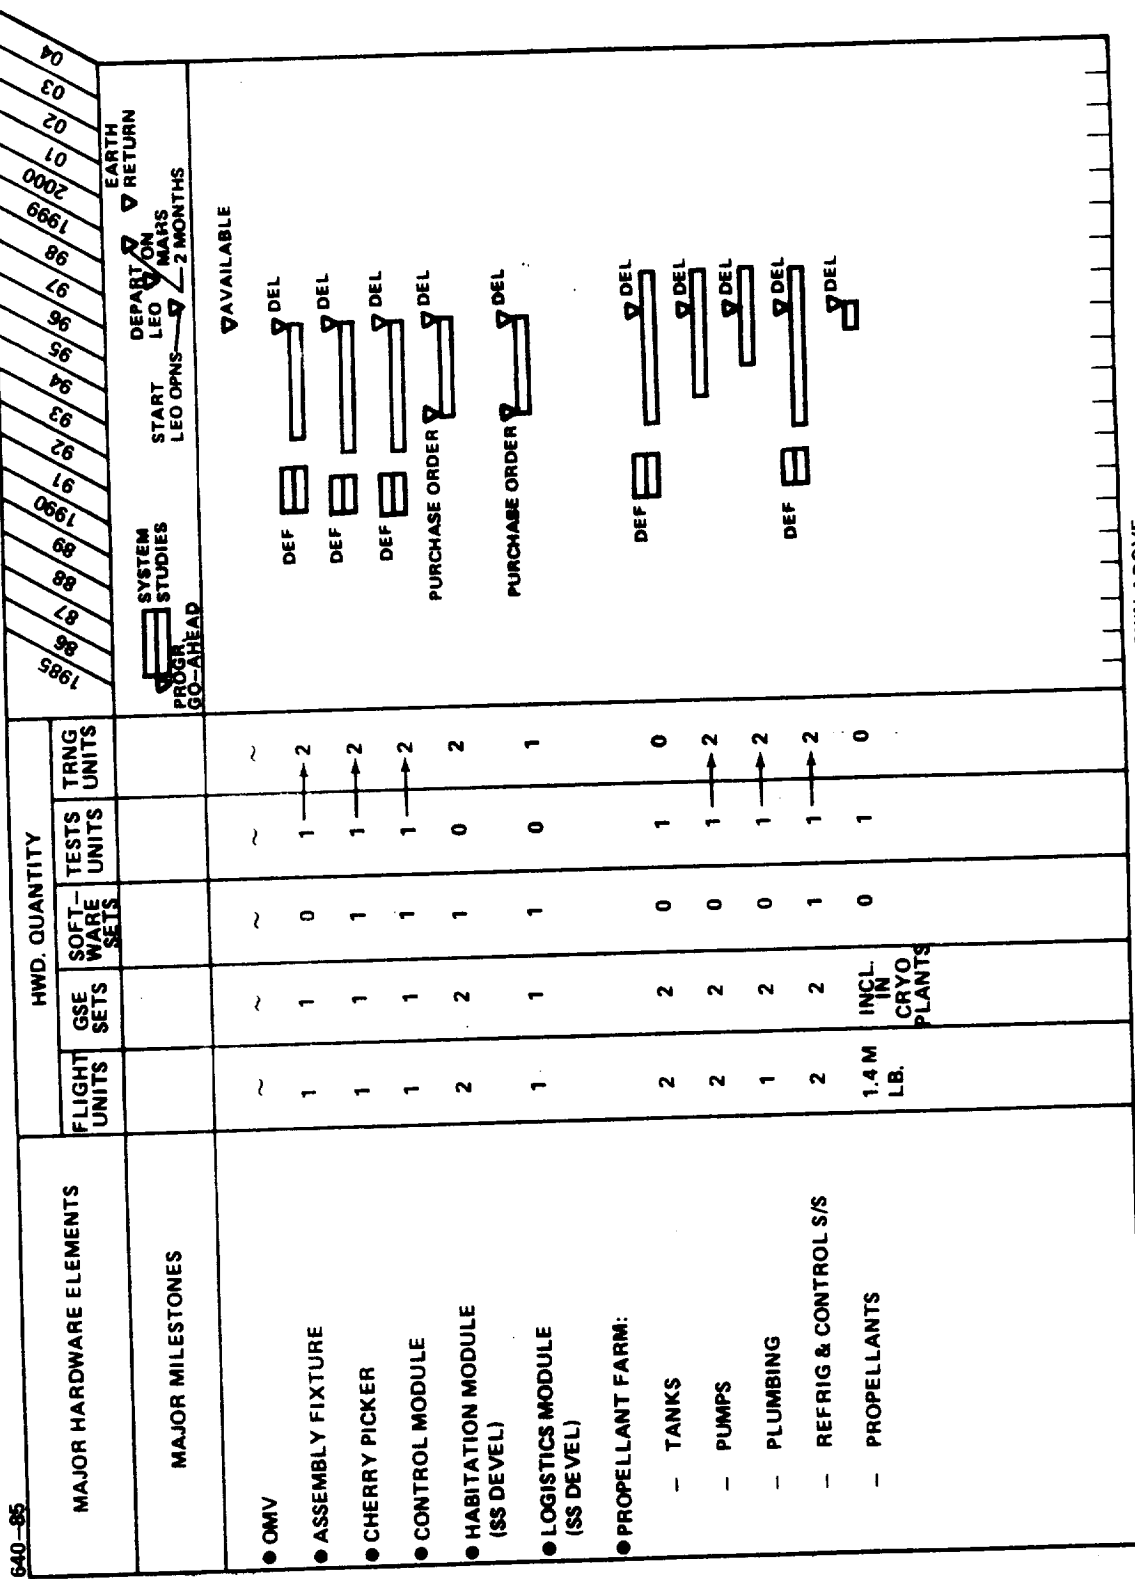 640-85
MAJOR HARDWARE ELEMENTS
HWD. QUANTITY
FLIGHT UNITS
GSE SETS
SOFT- WARE SETS
TESTS UNITS
TRNG UNITS
1985 86 87 88 89 1990 91 92 93 94 95 96 97 98 1999 2000 01 02 03 04
MAJOR MILESTONES
PROGR. GO-AHEAD
SYSTEM STUDIES
START LEO OPNS
DEPART LEO
ON MARS
2 MONTHS
EARTH RETURN
● OMV ~ ~ ~ ~ ~ AVAILABLE
● ASSEMBLY FIXTURE 1 1 0 1 2 DEF DEL
● CHERRY PICKER 1 1 1 1 2 DEF DEL
● CONTROL MODULE 1 1 1 1 2 DEF DEL
● HABITATION MODULE 2 2 1 0 2 PURCHASE ORDER DEL
(SS DEVEL)
● LOGISTICS MODULE 1 1 1 0 1 PURCHASE ORDER DEL
(SS DEVEL)
● PROPELLANT FARM:
– TANKS 2 2 0 1 0 DEF DEL
– PUMPS 2 2 0 1 2 DEL
– PLUMBING 1 2 0 1 2 DEL
– REFRIG & CONTROL S/S 2 2 1 1 2 DEF DEL
– PROPELLANTS 1.4 M LB. INCL. IN CRYO PLANTS 0 1 0 DEL